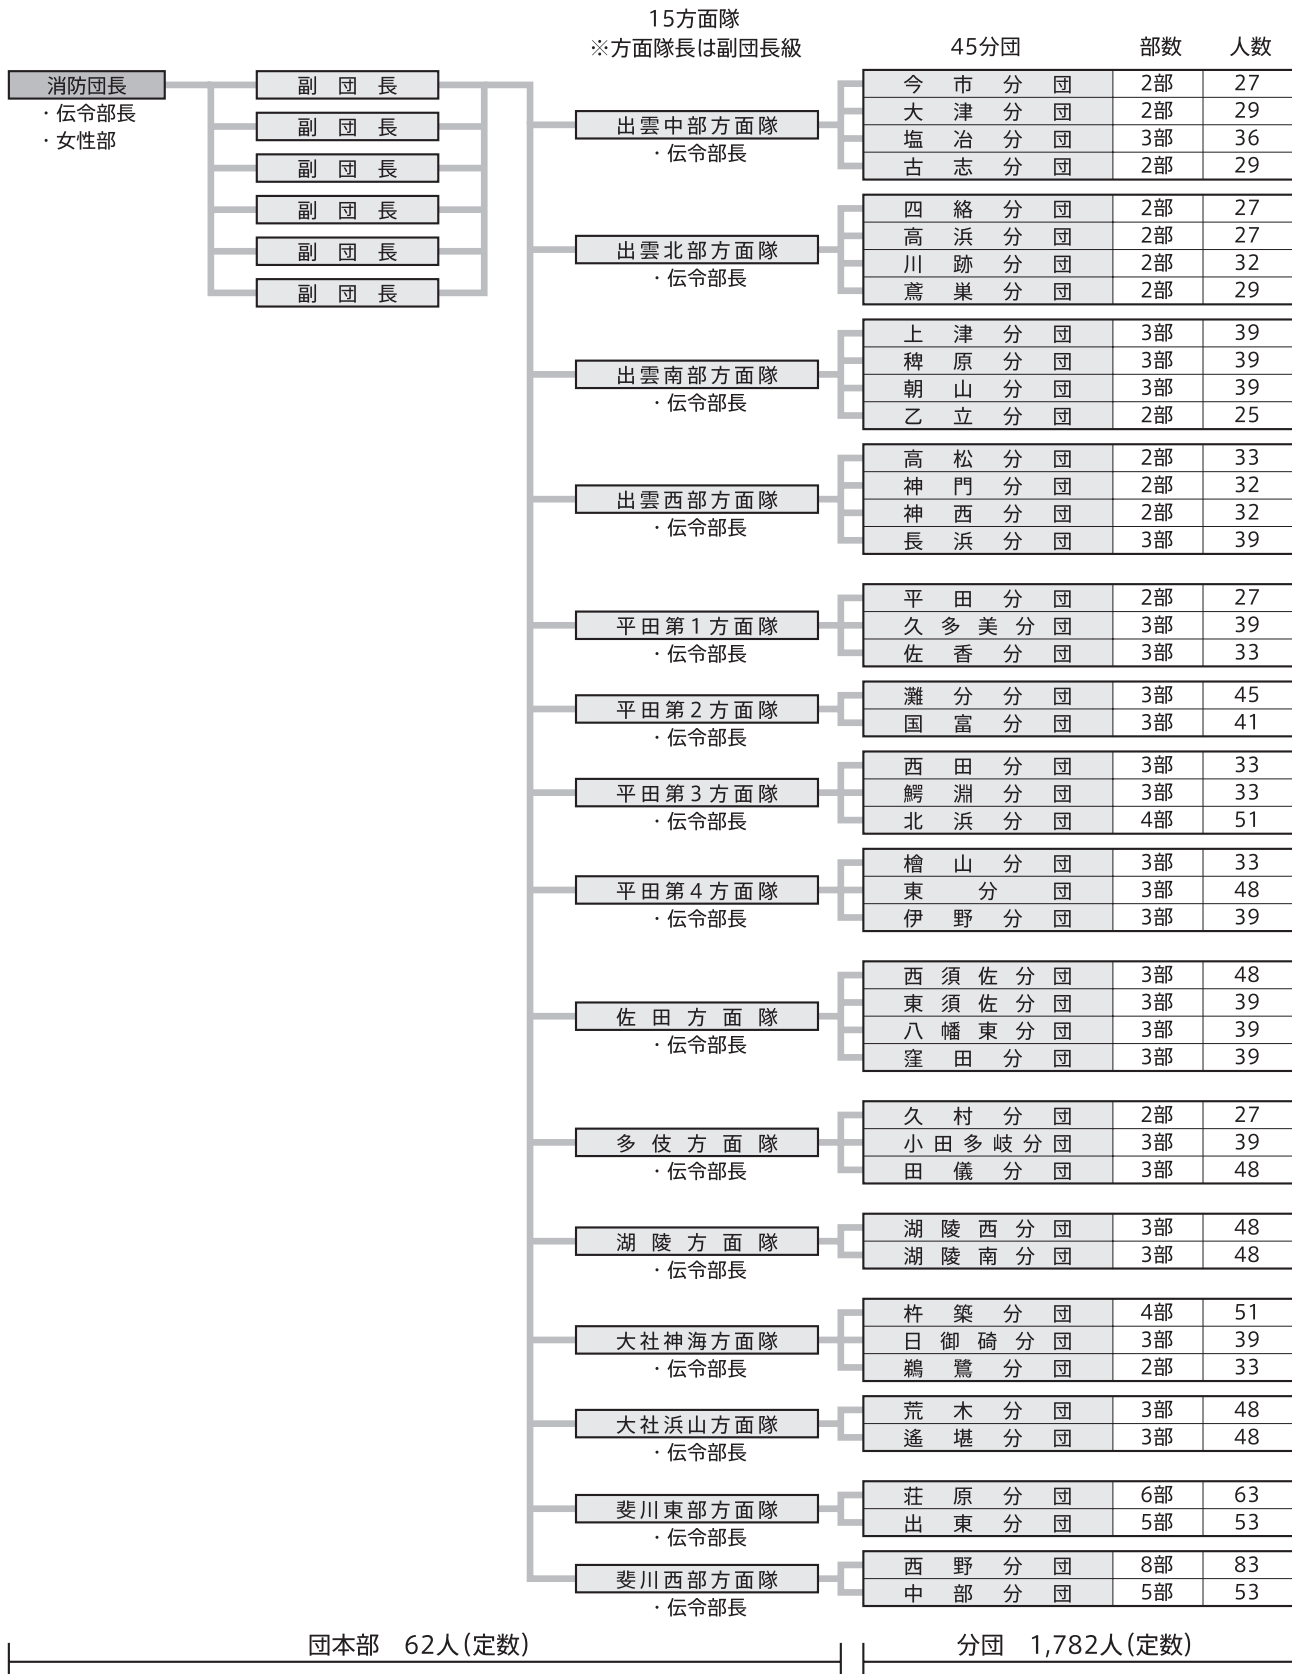 15方面隊
※方面隊長は副団長級
45分団 部数 人数
消防団長
・伝令部長
・女性部
副団長
副団長
副団長
副団長
副団長
副団長
出雲中部方面隊
・伝令部長
今市分団 2部 27
大津分団 2部 29
塩冶分団 3部 36
古志分団 2部 29
出雲北部方面隊
・伝令部長
四絡分団 2部 27
高浜分団 2部 27
川跡分団 2部 32
鳶巣分団 2部 29
出雲南部方面隊
・伝令部長
上津分団 3部 39
稗原分団 3部 39
朝山分団 3部 39
乙立分団 2部 25
出雲西部方面隊
・伝令部長
高松分団 2部 33
神門分団 2部 32
神西分団 2部 32
長浜分団 3部 39
平田第1方面隊
・伝令部長
平田分団 2部 27
久多美分団 3部 39
佐香分団 3部 33
平田第2方面隊
・伝令部長
灘分分団 3部 45
国富分団 3部 41
平田第3方面隊
・伝令部長
西田分団 3部 33
鰐淵分団 3部 33
北浜分団 4部 51
平田第4方面隊
・伝令部長
檜山分団 3部 33
東分団 3部 48
伊野分団 3部 39
佐田方面隊
・伝令部長
西須佐分団 3部 48
東須佐分団 3部 39
八幡東分団 3部 39
窪田分団 3部 39
多伎方面隊
・伝令部長
久村分団 2部 27
小田多岐分団 3部 39
田儀分団 3部 48
湖陵方面隊
・伝令部長
湖陵西分団 3部 48
湖陵南分団 3部 48
大社神海方面隊
・伝令部長
杵築分団 4部 51
日御碕分団 3部 39
鵜鷺分団 2部 33
大社浜山方面隊
・伝令部長
荒木分団 3部 48
遙堪分団 3部 48
斐川東部方面隊
・伝令部長
荘原分団 6部 63
出東分団 5部 53
斐川西部方面隊
・伝令部長
西野分団 8部 83
中部分団 5部 53
団本部 62人(定数)
分団 1,782人(定数)